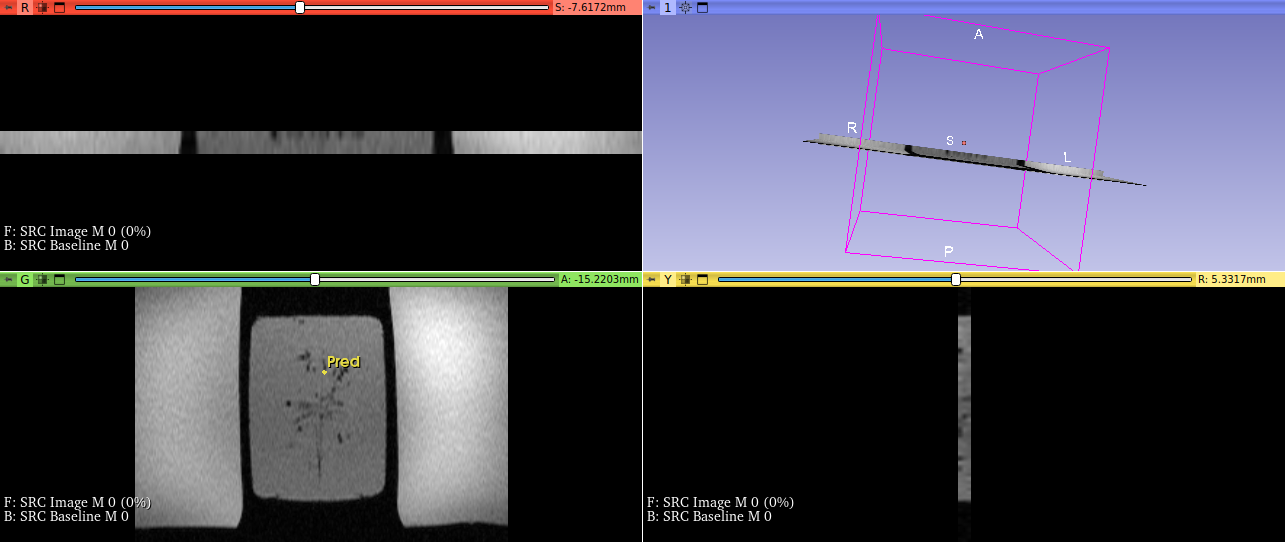 R
S: -7.6172mm
F: SRC Image M 0 (0%)
B: SRC Baseline M 0
1
A
R
S
L
P
G
A: -15.2203mm
Pred
F: SRC Image M 0 (0%)
B: SRC Baseline M 0
Y
R: 5.3317mm
F: SRC Image M 0 (0%)
B: SRC Baseline M 0